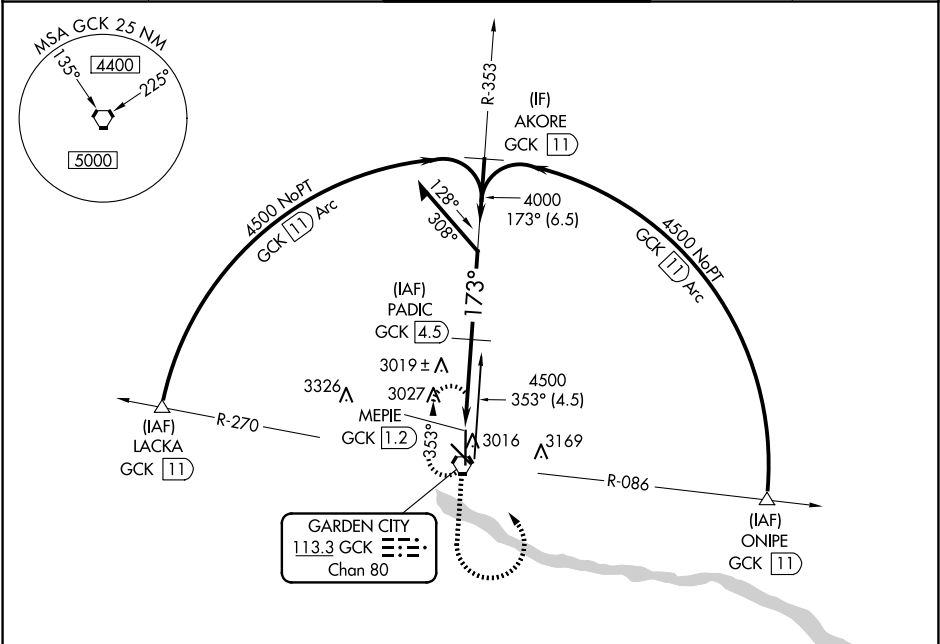 MSA GCK 25 NM
135°
4400
225°
5000
R-353
(IF)
AKORE
GCK 11
4500 NoPT
GCK 11 Arc
128°
308°
4000
173° (6.5)
4500 NoPT
GCK 11 Arc
173°
(IAF)
PADIC
GCK 4.5
3019 ±
3326
3027
4500
353° (4.5)
MEPIE
GCK 1.2
353°
3016
3169
R-270
(IAF)
LACKA
GCK 11
R-086
(IAF)
ONIPE
GCK 11
GARDEN CITY
113.3 GCK
Chan 80